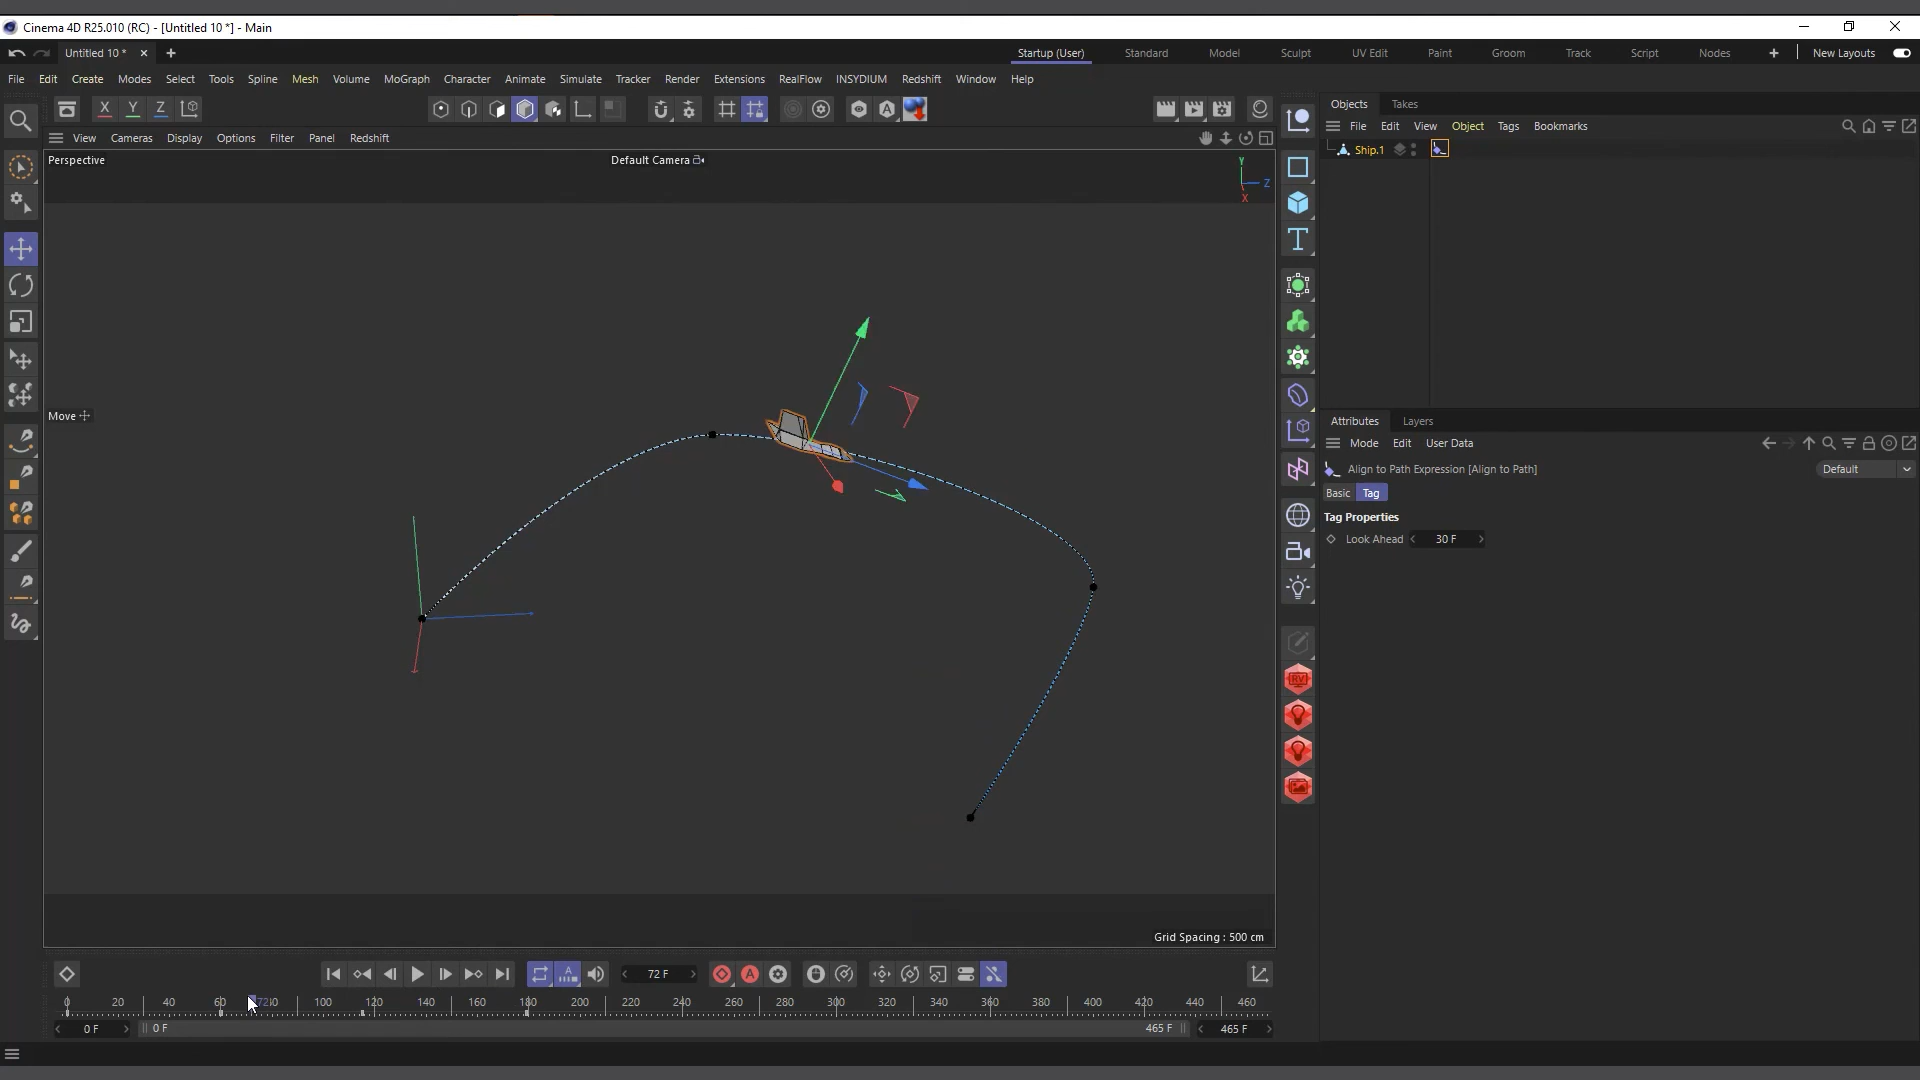 Cinema 4D R25.010 (RC) - [Untitled 10 *] - Main
Untitled 10 *
Startup (User) Standard Model Sculpt UV Edit Paint Groom Track Script Nodes New Layouts
File Edit Create Modes Select Tools Spline Mesh Volume MoGraph Character Animate Simulate Tracker Render Extensions RealFlow INSYDIUM Redshift Window Help
X Y Z
Objects Takes
View Cameras Display Options Filter Panel Redshift
File Edit View Object Tags Bookmarks
Ship.1
Perspective
Default Camera
Y
Z
X
Move
Attributes Layers
Mode Edit User Data
Align to Path Expression [Align to Path]
Default
Basic Tag
Tag Properties
Look Ahead 30 F
RV
Grid Spacing : 500 cm
72 F
0 20 40 60 72 80 100 120 140 160 180 200 220 240 260 280 300 320 340 360 380 400 420 440 460
0 F 0 F 465 F 465 F